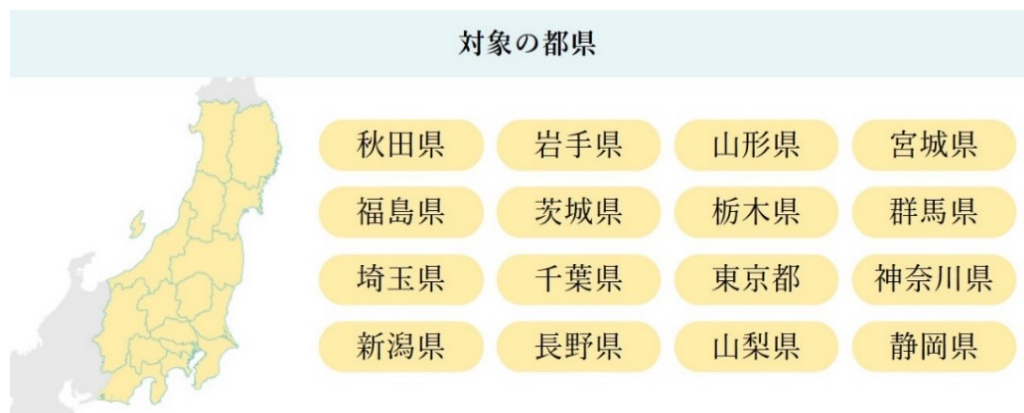 対象の都県
秋田県 岩手県 山形県 宮城県
福島県 茨城県 栃木県 群馬県
埼玉県 千葉県 東京都 神奈川県
新潟県 長野県 山梨県 静岡県